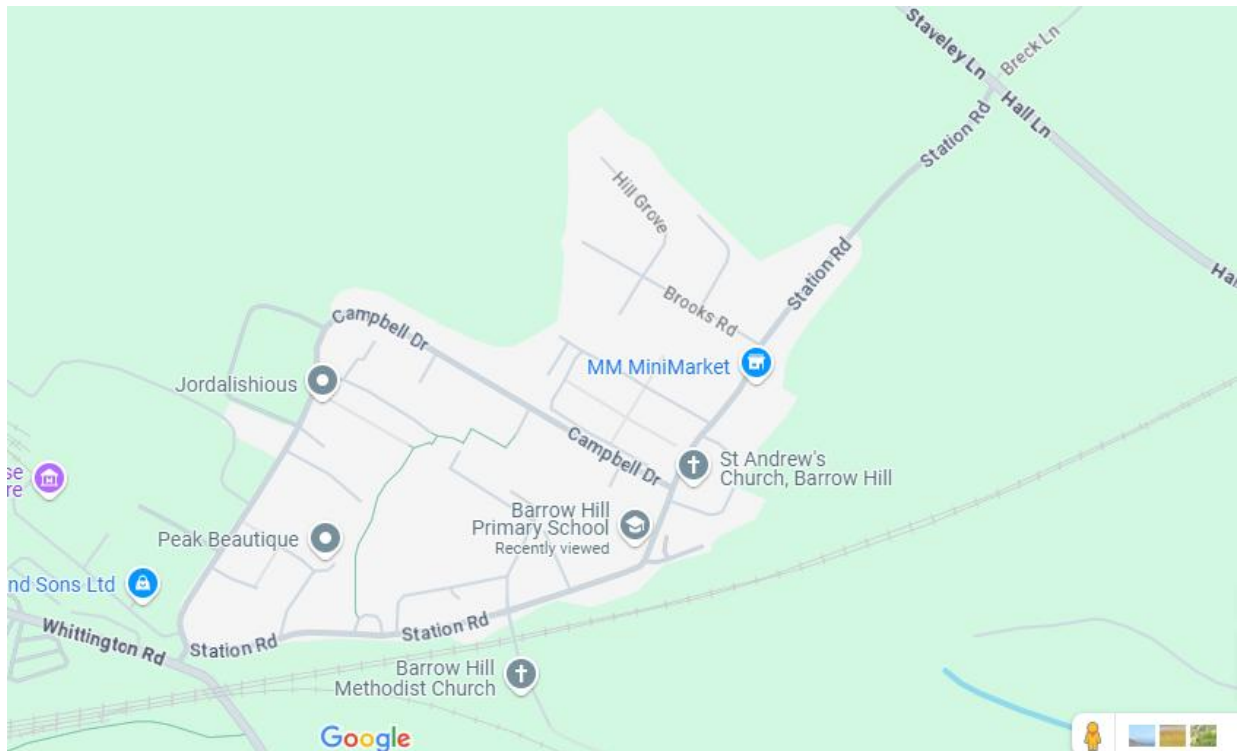 Staveley Ln
Breck Ln
Hall Ln
Station Rd
Hill Grove
Station Rd
Brooks Rd
Campbell Dr
MM MiniMarket
Jordalishious
Campbell Dr
St Andrew's
Church, Barrow Hill
Barrow Hill
Primary School
Recently viewed
Peak Beautique
nd Sons Ltd
Whittington Rd
Station Rd
Station Rd
Barrow Hill
Methodist Church
Google